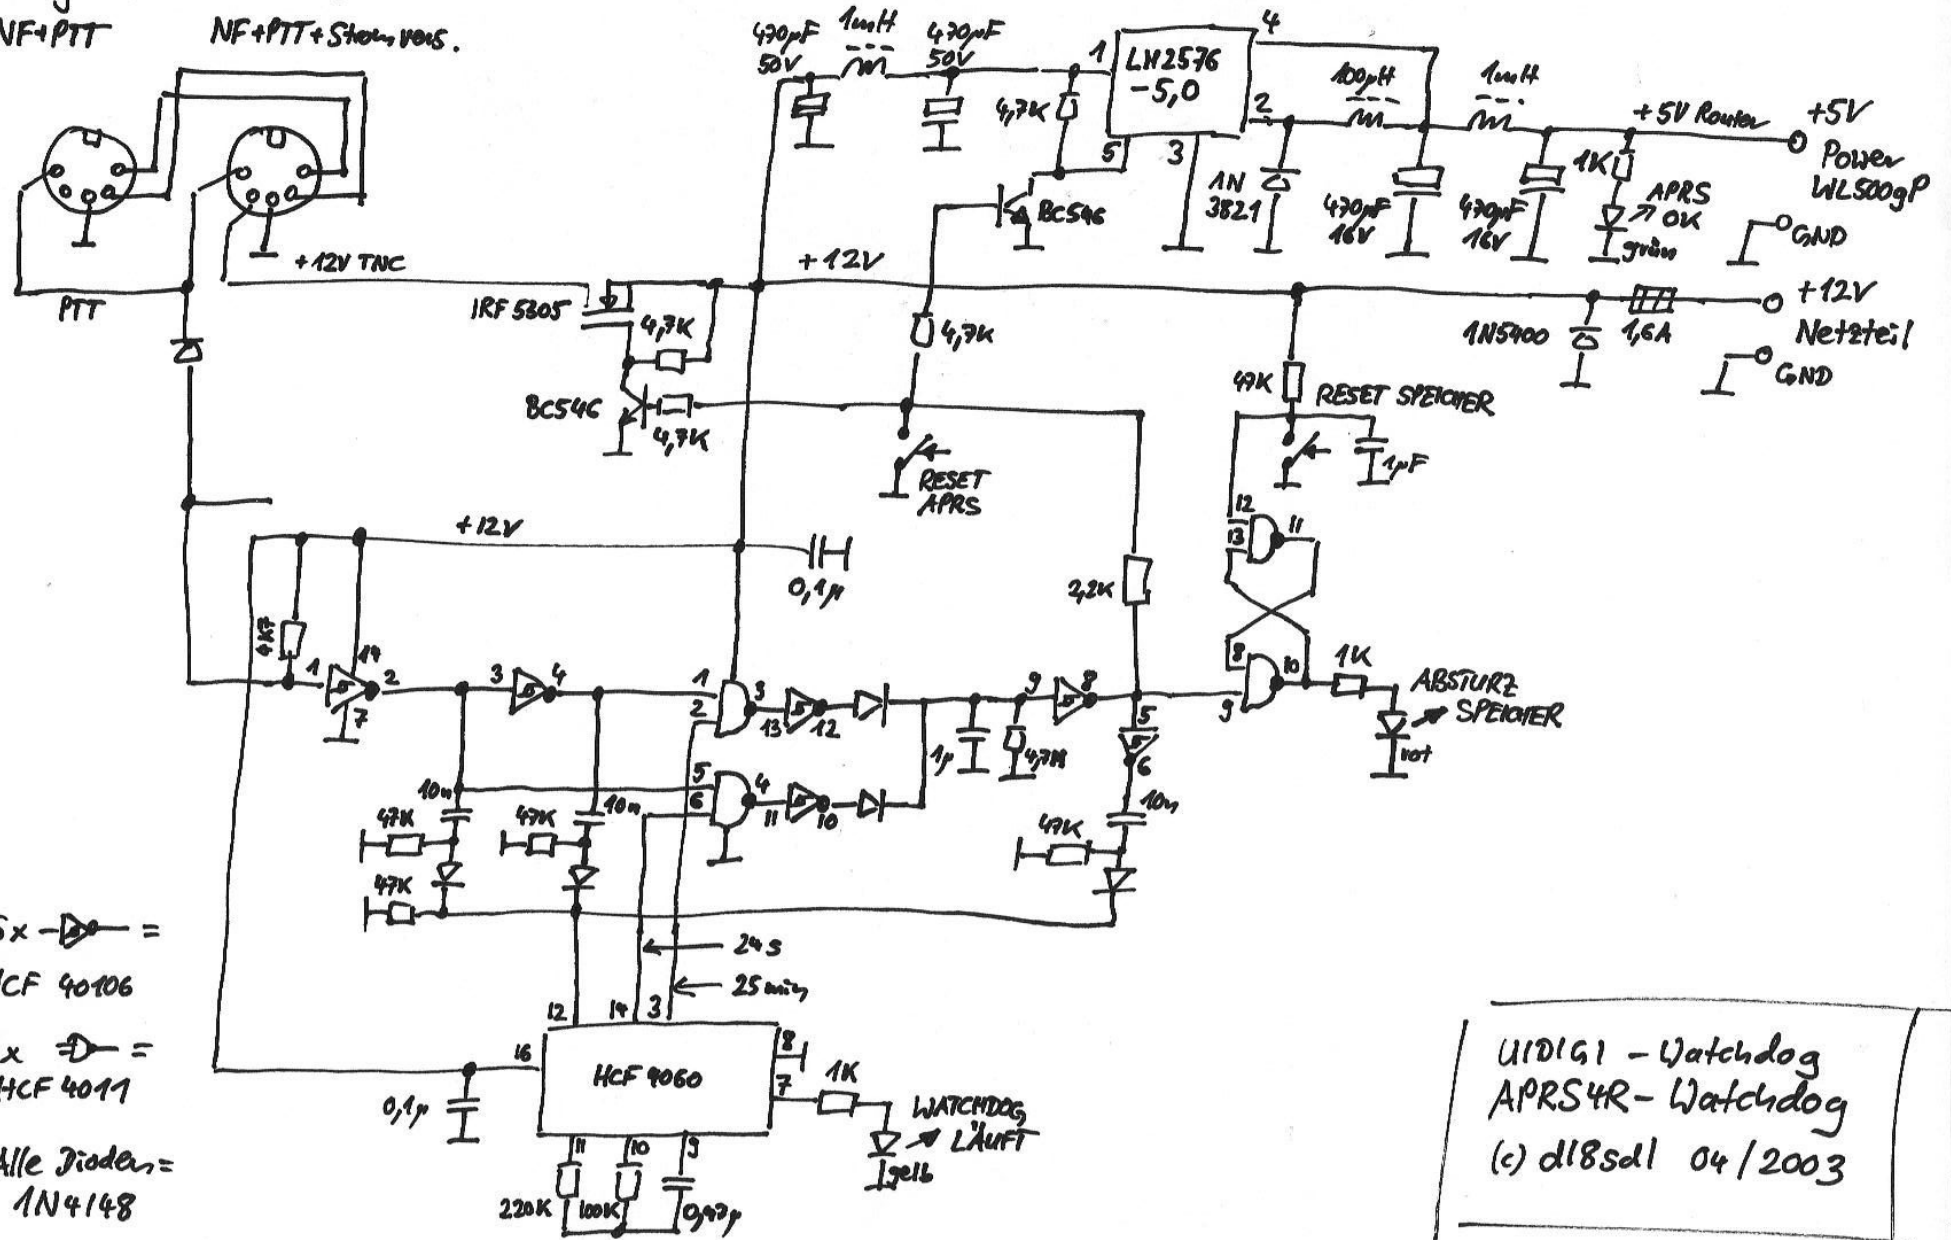 NF+PTT
NF+PTT+Stromvers.
470µF
50V
1mH
470µF
50V
4,7K
1
LM2576
-5,0
4
2
5
3
100µH
1mH
+5V Router
+5V
Power
WL500gP
GND
1N
3821
470µF
16V
470µF
16V
1K
APRS
OK
grün
BC546
+12V TNC
PTT
IRF 5305
4,7K
+12V
4,7K
1N5400
1,6A
+12V
Netzteil
GND
BC546
4,7K
RESET
APRS
47K
RESET SPEICHER
1µF
12
13
11
+12V
0,1µ
2,2K
4K7
1
14
2
7
3
4
1
2
3
13
12
9
8
8
9
10
1K
ABSTURZ
SPEICHER
rot
5
6
4
11
10
1µ
4,7M
5
6
10n
47K
10n
47K
10n
47K
47K
24s
25min
12
14
3
16
HCF 4060
8
7
1K
WATCHDOG
LÄUFT
gelb
0,1µ
11
10
9
220K
100K
0,47µ
=
HCF 40106
x
=
HCF 4011
Alle Dioden=
1N4148
UIDIGI - Watchdog
APRS4R - Watchdog
(c) dl8sdl 04/2003